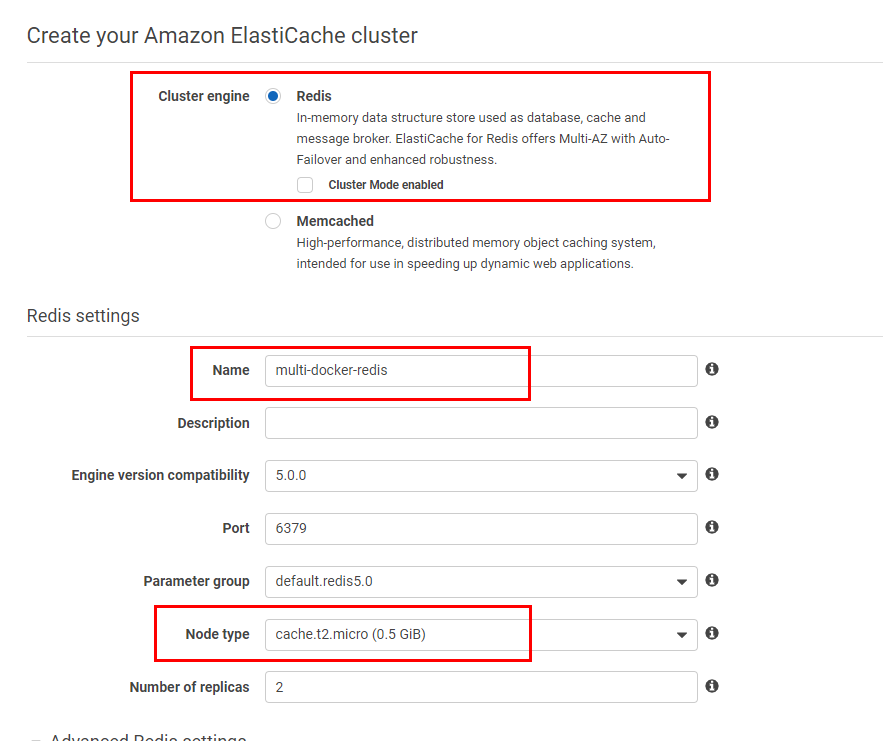 Create your Amazon ElastiCache cluster
Cluster engine
Redis
In-memory data structure store used as database, cache and
message broker. ElastiCache for Redis offers Multi-AZ with Auto-
Failover and enhanced robustness.
Cluster Mode enabled
Memcached
High-performance, distributed memory object caching system,
intended for use in speeding up dynamic web applications.
Redis settings
Name multi-docker-redis
Description
Engine version compatibility 5.0.0
Port 6379
Parameter group default.redis5.0
Node type cache.t2.micro (0.5 GiB)
Number of replicas 2
Advanced Redis settings